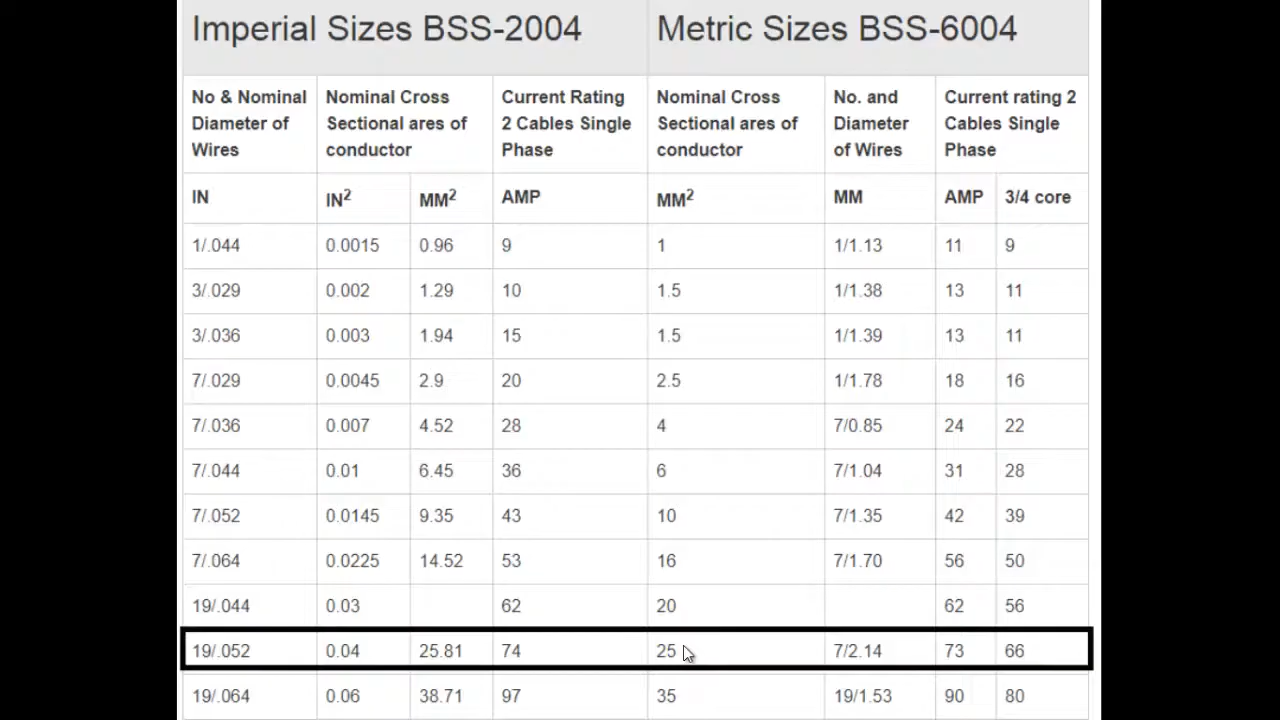 Imperial Sizes BSS-2004 Metric Sizes BSS-6004
No & Nominal Diameter of Wires Nominal Cross Sectional ares of conductor Current Rating 2 Cables Single Phase Nominal Cross Sectional ares of conductor No. and Diameter of Wires Current rating 2 Cables Single Phase
IN IN2 MM2 AMP MM2 MM AMP 3/4 core
1/.044 0.0015 0.96 9 1 1/1.13 11 9
3/.029 0.002 1.29 10 1.5 1/1.38 13 11
3/.036 0.003 1.94 15 1.5 1/1.39 13 11
7/.029 0.0045 2.9 20 2.5 1/1.78 18 16
7/.036 0.007 4.52 28 4 7/0.85 24 22
7/.044 0.01 6.45 36 6 7/1.04 31 28
7/.052 0.0145 9.35 43 10 7/1.35 42 39
7/.064 0.0225 14.52 53 16 7/1.70 56 50
19/.044 0.03 62 20 62 56
19/.052 0.04 25.81 74 25 7/2.14 73 66
19/.064 0.06 38.71 97 35 19/1.53 90 80